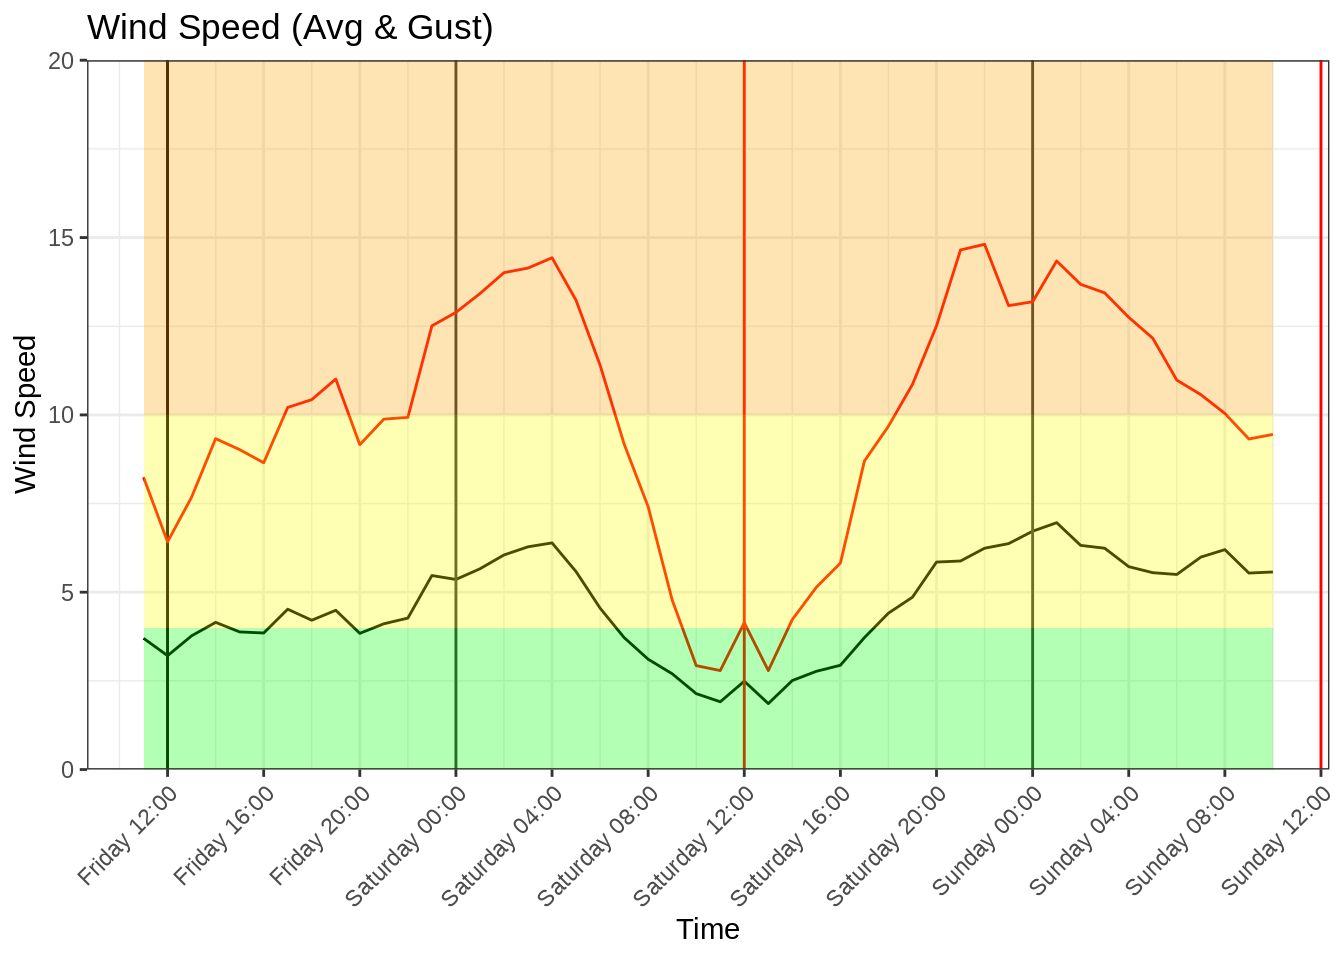 Wind Speed (Avg & Gust)
20
15
10
5
0
Wind Speed
Friday 12:00
Friday 16:00
Friday 20:00
Saturday 00:00
Saturday 04:00
Saturday 08:00
Saturday 12:00
Saturday 16:00
Saturday 20:00
Sunday 00:00
Sunday 04:00
Sunday 08:00
Sunday 12:00
Time